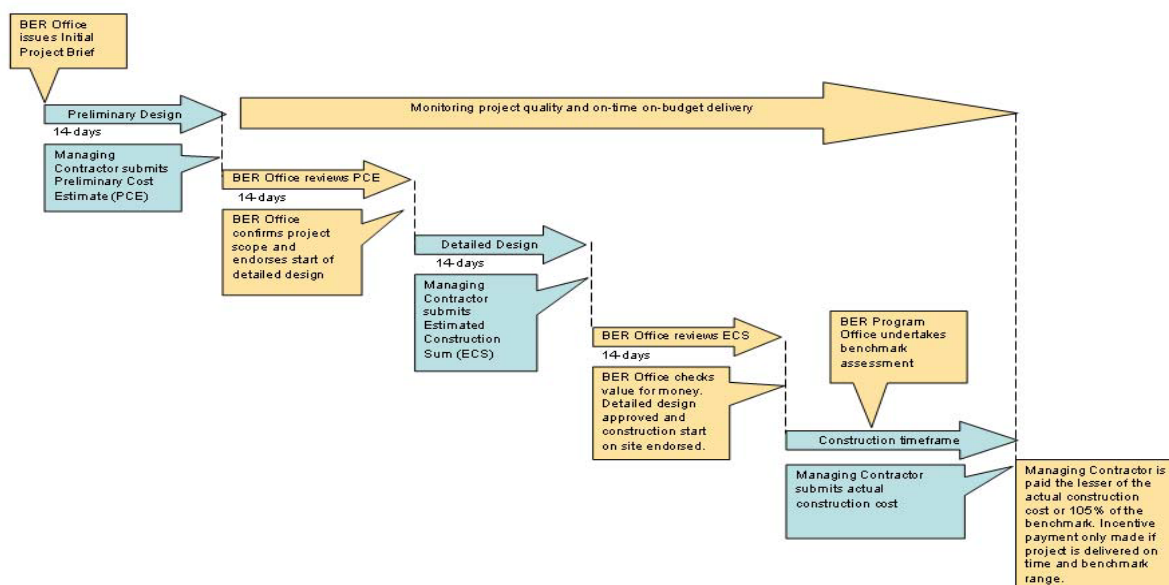 BER Office
issues Initial
Project Brief
Preliminary Design
14-days
Managing
Contractor submits
Preliminary Cost
Estimate (PCE)
Monitoring project quality and on-time on-budget delivery
BER Office reviews PCE
14-days
BER Office
confirms project
scope and
endorses start of
detailed design
Detailed Design
14-days
Managing
Contractor
submits
Estimated
Construction
Sum (ECS)
BER Office reviews ECS
14-days
BER Office checks
value for money.
Detailed design
approved and
construction start
on site endorsed.
BER Program
Office undertakes
benchmark
assessment
Construction timeframe
Managing Contractor
submits actual
construction cost
Managing Contractor is
paid the lesser of the
actual construction
cost or 105% of the
benchmark. Incentive
payment only made if
project is delivered on
time and benchmark
range.